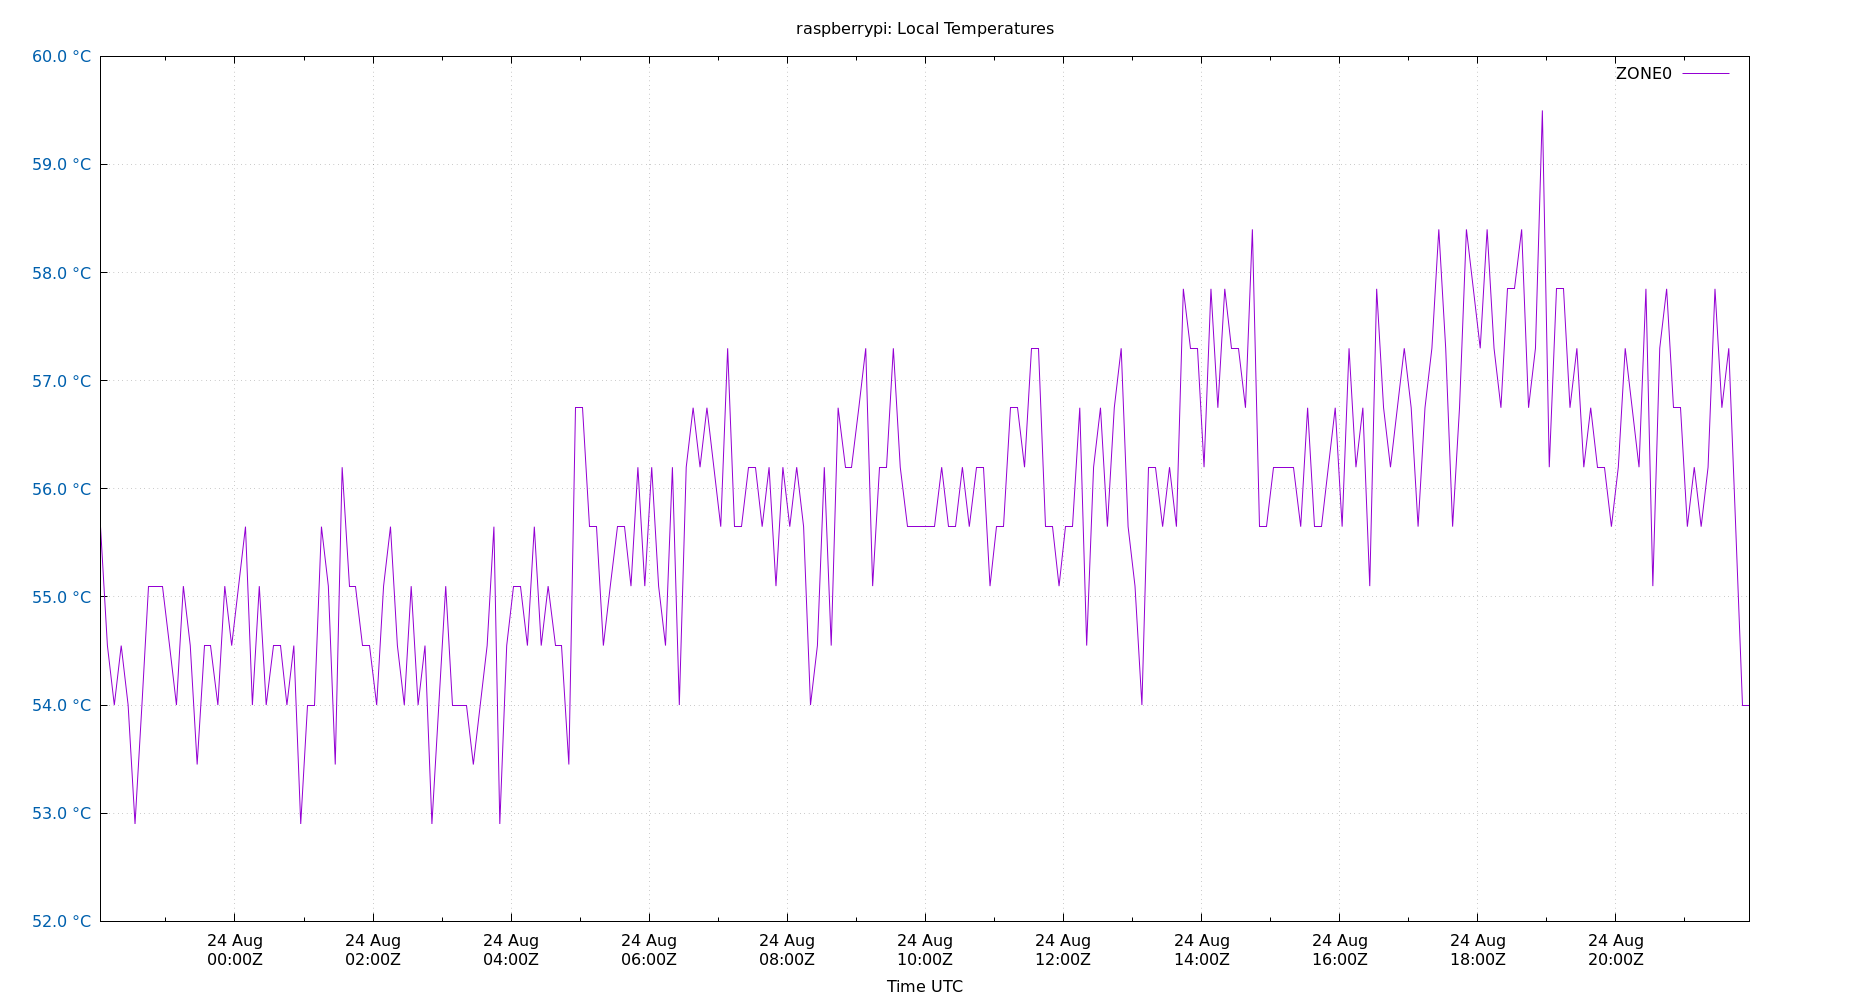 raspberrypi: Local Temperatures
60.0 °C
ZONE0
59.0 °C
58.0 °C
57.0 °C
56.0 °C
55.0 °C
54.0 °C
53.0 °C
52.0 °C
24 Aug 24 Aug 24 Aug 24 Aug 24 Aug 24 Aug 24 Aug 24 Aug 24 Aug 24 Aug 24 Aug
00:00Z 02:00Z 04:00Z 06:00Z 08:00Z 10:00Z 12:00Z 14:00Z 16:00Z 18:00Z 20:00Z
Time UTC